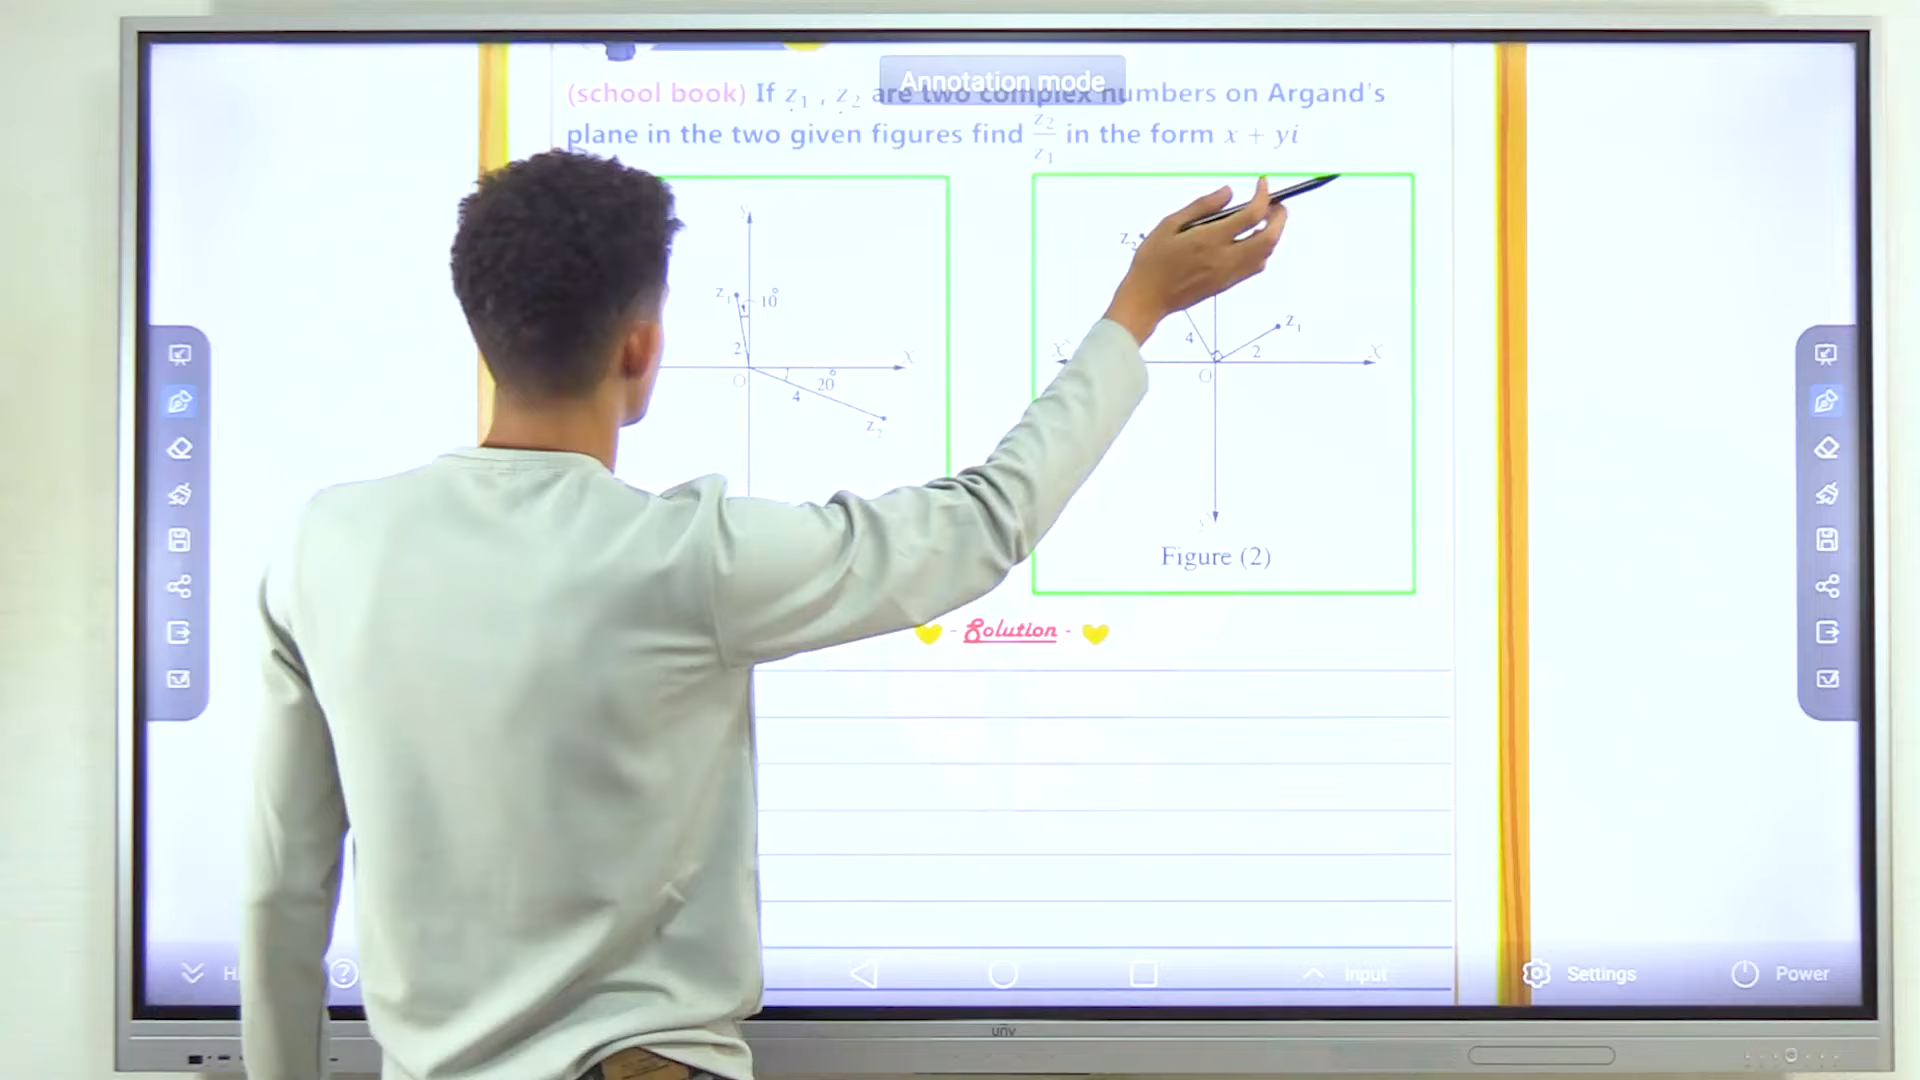 Annotation mode
(school book) If z₁ , z₂ are two complex numbers on Argand's
plane in the two given figures find z₂/z₁ in the form x + yi
y
z₁
10°
2
x
O
20°
4
z₂
z₂
z₁
4
2
x'
x
O
y'
Figure (2)
- Solution -
Input
Settings
Power
unv